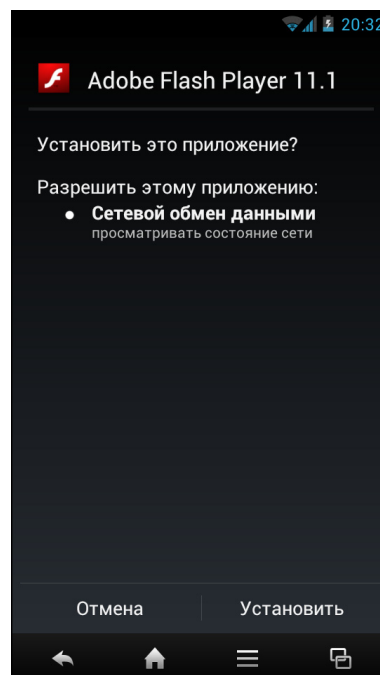 20:32
Adobe Flash Player 11.1
Установить это приложение?
Разрешить этому приложению:
● Сетевой обмен данными
просматривать состояние сети
Отмена
Установить